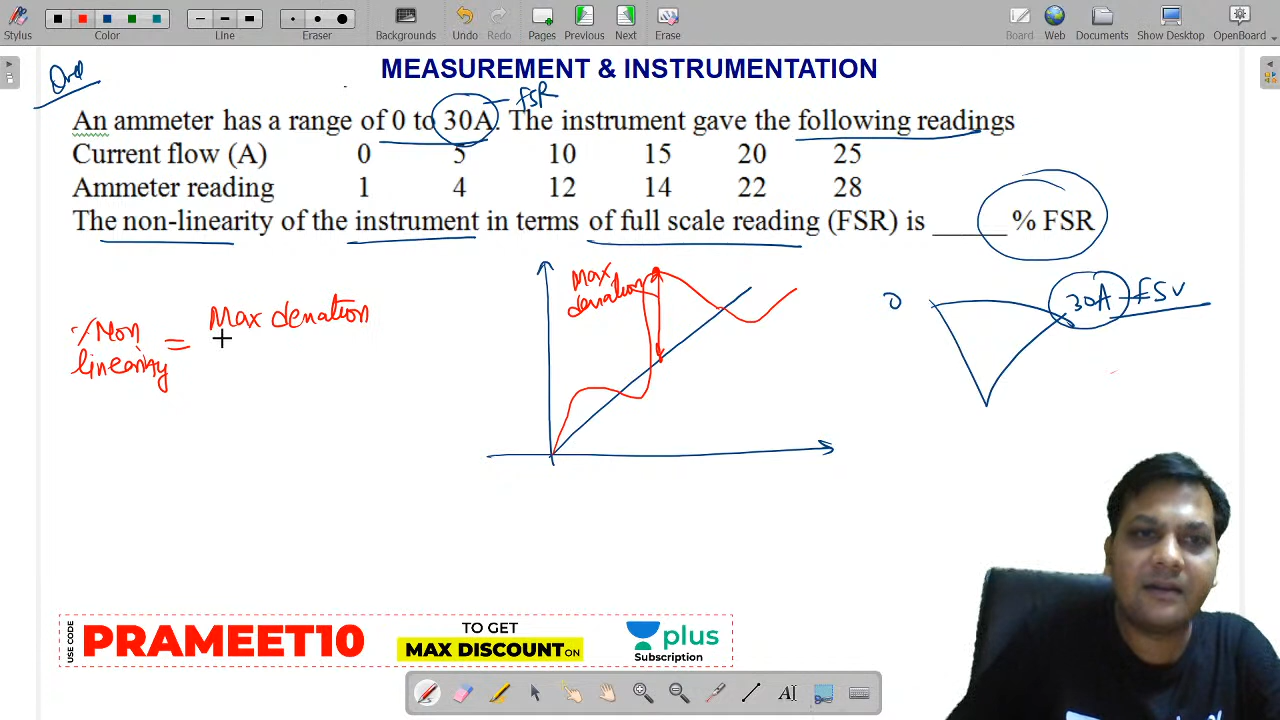 Stylus
Color
Line
Eraser
Backgrounds
Undo
Redo
Pages
Previous
Next
Erase
Board
Web
Documents
Show Desktop
OpenBoard
MEASUREMENT & INSTRUMENTATION
FSR
An ammeter has a range of 0 to 30A. The instrument gave the following readings
Current flow (A) 0 5 10 15 20 25
Ammeter reading 1 4 12 14 22 28
The non-linearity of the instrument in terms of full scale reading (FSR) is _____ % FSR
Max
deviation
0 30A FSV
% Non
linearity = Max deviation
USE CODE
PRAMEET10
TO GET
MAX DISCOUNT ON
plus
Subscription